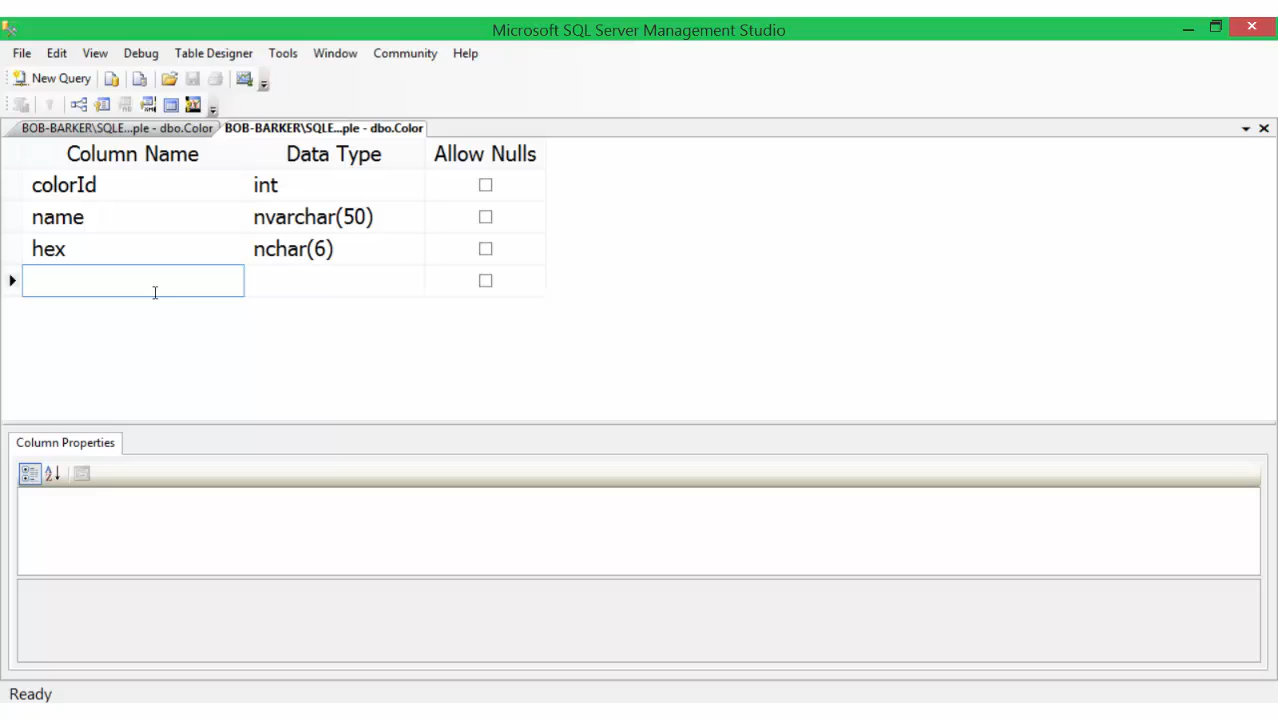 Microsoft SQL Server Management Studio
File Edit View Debug Table Designer Tools Window Community Help
New Query
BOB-BARKER\SQLE...ple - dbo.Color BOB-BARKER\SQLE...ple - dbo.Color
Column Name Data Type Allow Nulls
colorId int
name nvarchar(50)
hex nchar(6)
Column Properties
Ready